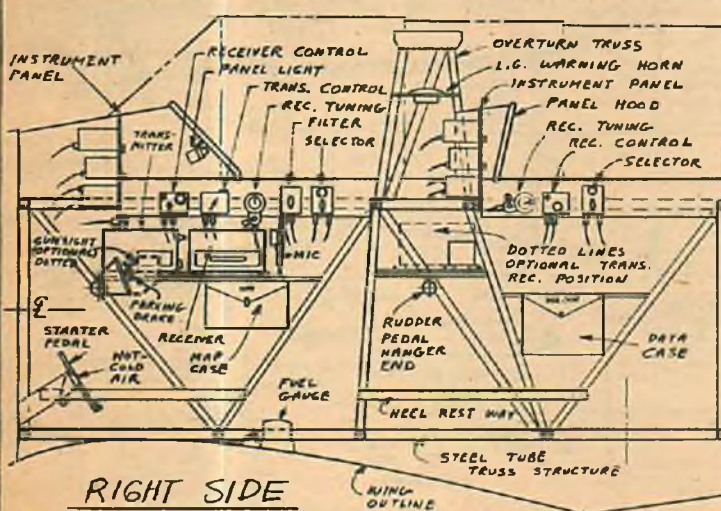 INSTRUMENT
PANEL
RECEIVER CONTROL
PANEL LIGHT
TRANS. CONTROL
REC. TUNING
FILTER
SELECTOR
OVERTURN TRUSS
L.G. WARNING HORN
INSTRUMENT PANEL
PANEL HOOD
REC. TUNING
REC. CONTROL
SELECTOR
TRANS-
MITTER
GUNSIGHT
OPTIONAL
DOTTED
MIC
DOTTED LINES
OPTIONAL TRANS.
REC. POSITION
PARKING
BRAKE
RECEIVER
MAP
CASE
RUDDER
PEDAL
HANGER
END
DATA
CASE
STARTER
PEDAL
HOT-
COLD
AIR
FUEL
GAUGE
HEEL REST WAY
STEEL TUBE
TRUSS STRUCTURE
RIGHT SIDE
WING
OUTLINE